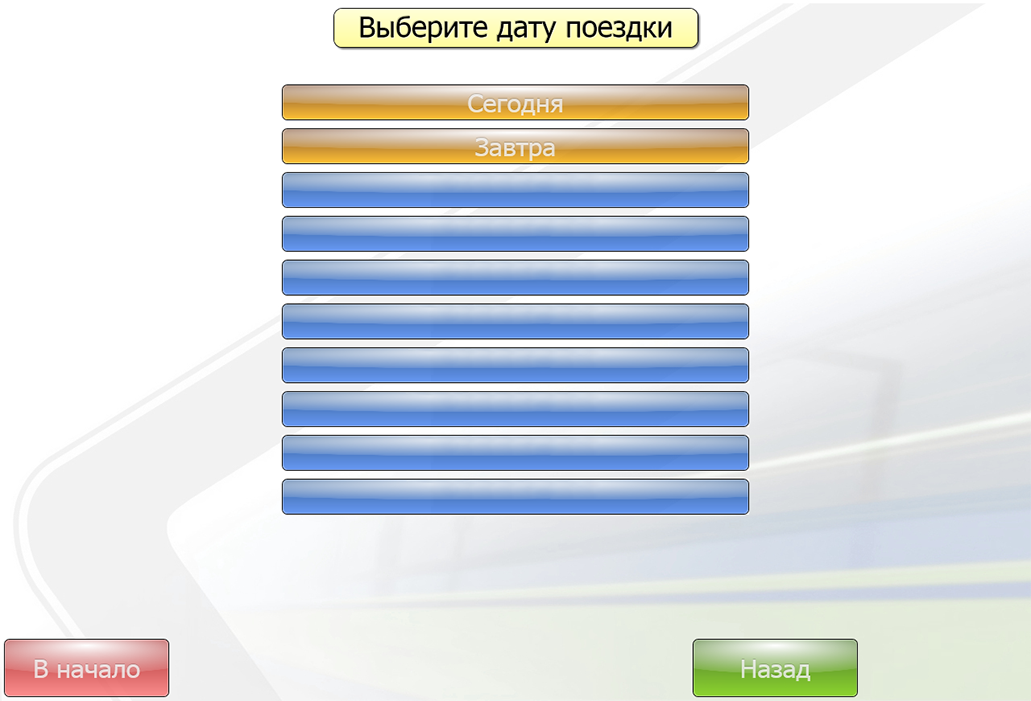 Выберите дату поездки
Сегодня
Завтра
В начало
Назад